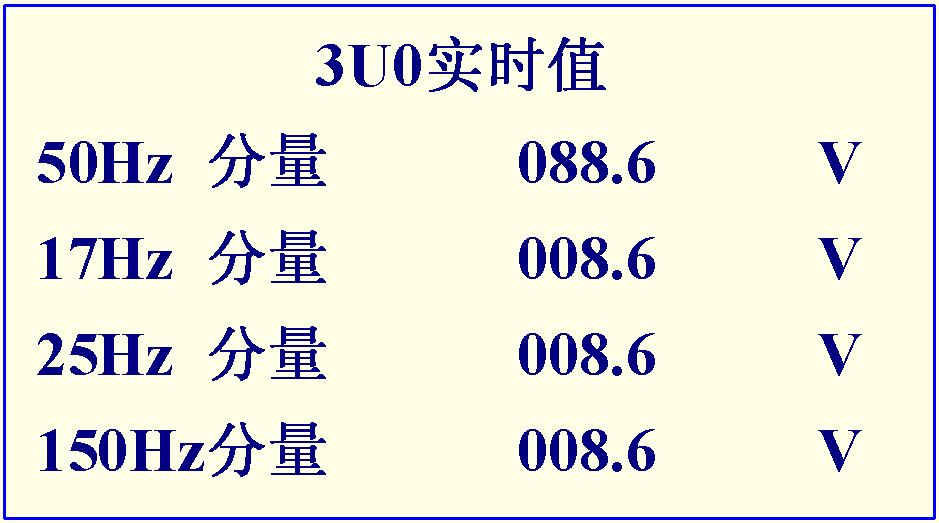 3U0实时值
50Hz 分量 088.6 V
17Hz 分量 008.6 V
25Hz 分量 008.6 V
150Hz分量 008.6 V